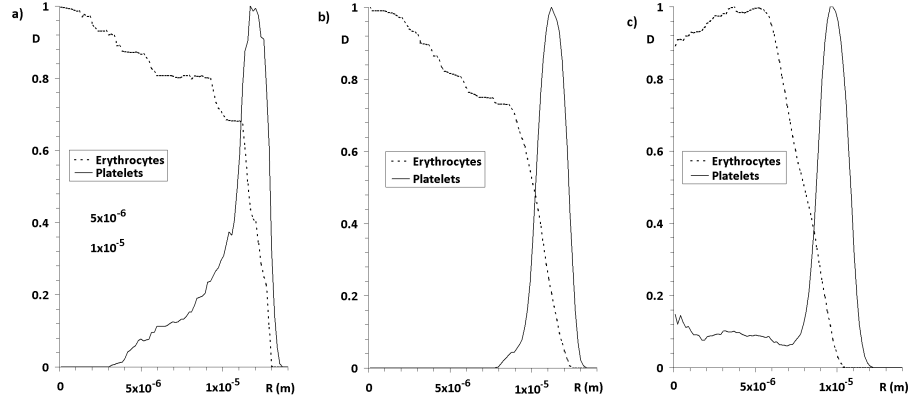 a)
1
D
0.8
0.6
Erythrocytes
Platelets
5x10-6
0.4
1x10-5
0.2
0
0
5x10-6
1x10-5
R (m)
b)
1
D
0.8
0.6
Erythrocytes
Platelets
0.4
0.2
0
0
5x10-6
1x10-5
R (m)
c)
1
D
0.8
0.6
Erythrocytes
Platelets
0.4
0.2
0
0
5x10-6
1x10-5
R (m)